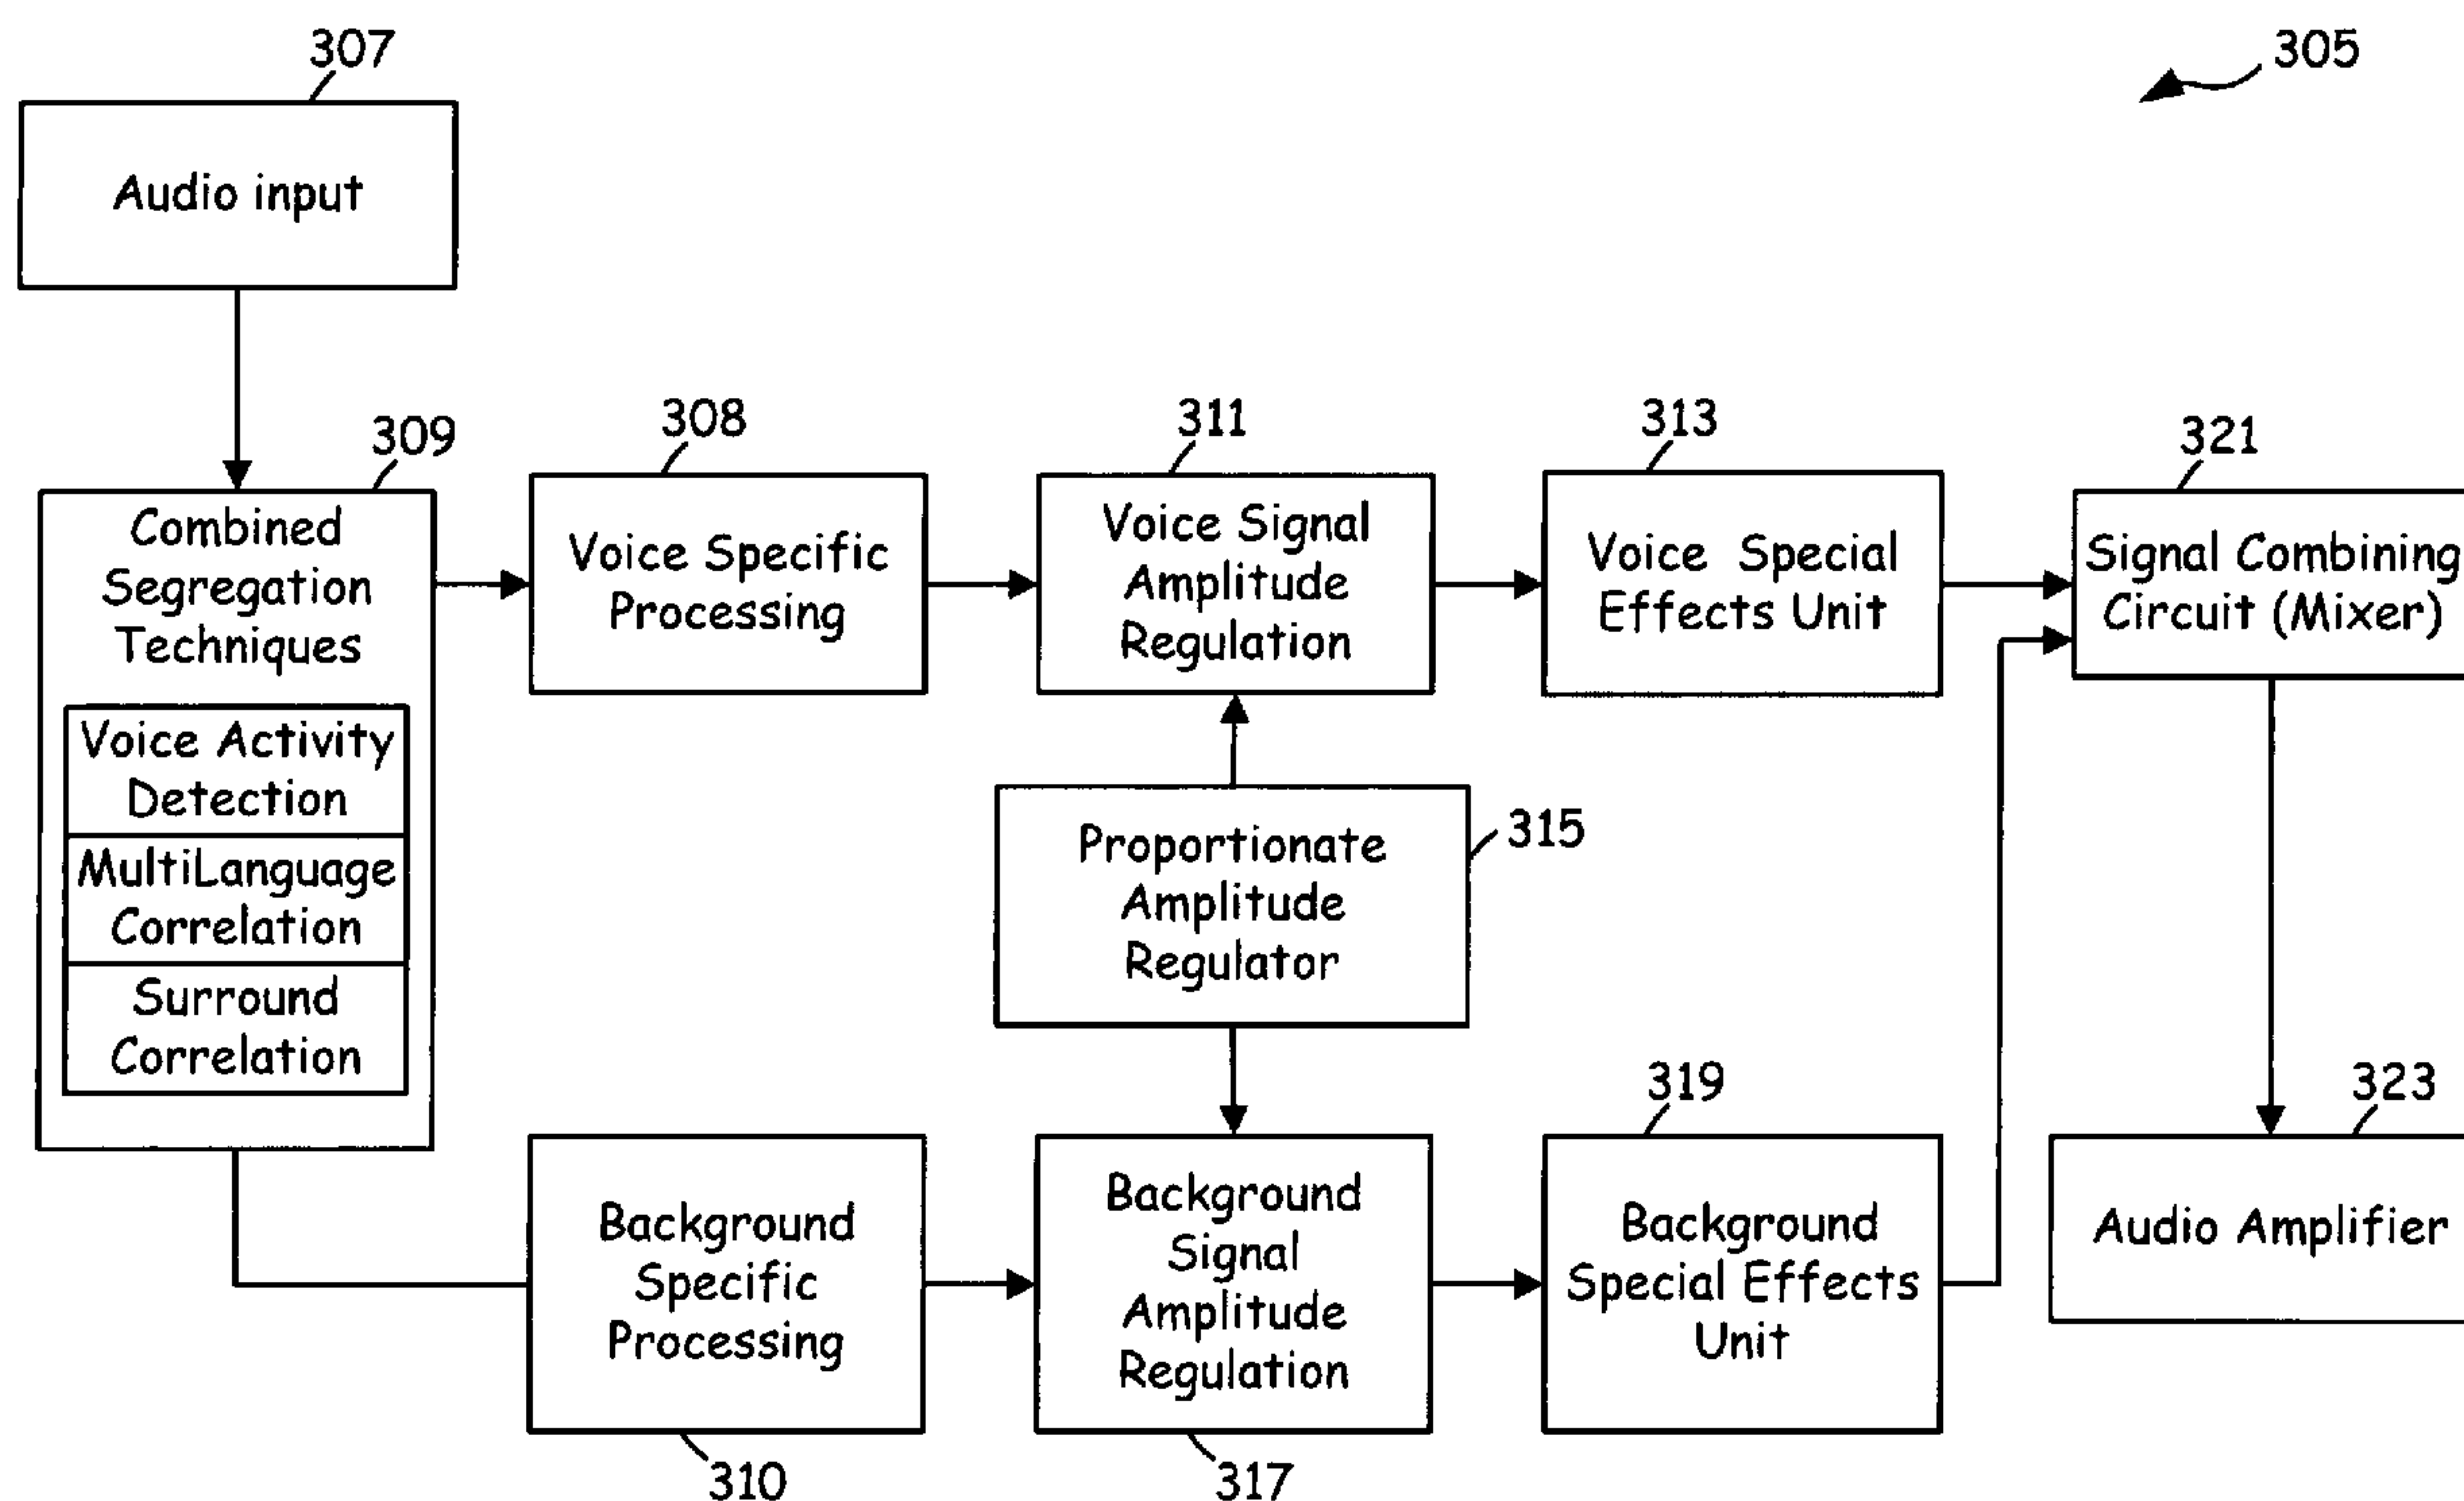 307
305
Audio input
309
308
311
313
321
Combined
Segregation
Techniques
Voice Activity
Detection
MultiLanguage
Correlation
Surround
Correlation
Voice Specific
Processing
Voice Signal
Amplitude
Regulation
Voice Special
Effects Unit
Signal Combining
Circuit (Mixer)
Proportionate
Amplitude
Regulator
315
319
323
Background
Specific
Processing
Background
Signal
Amplitude
Regulation
Background
Special Effects
Unit
Audio Amplifier
310
317